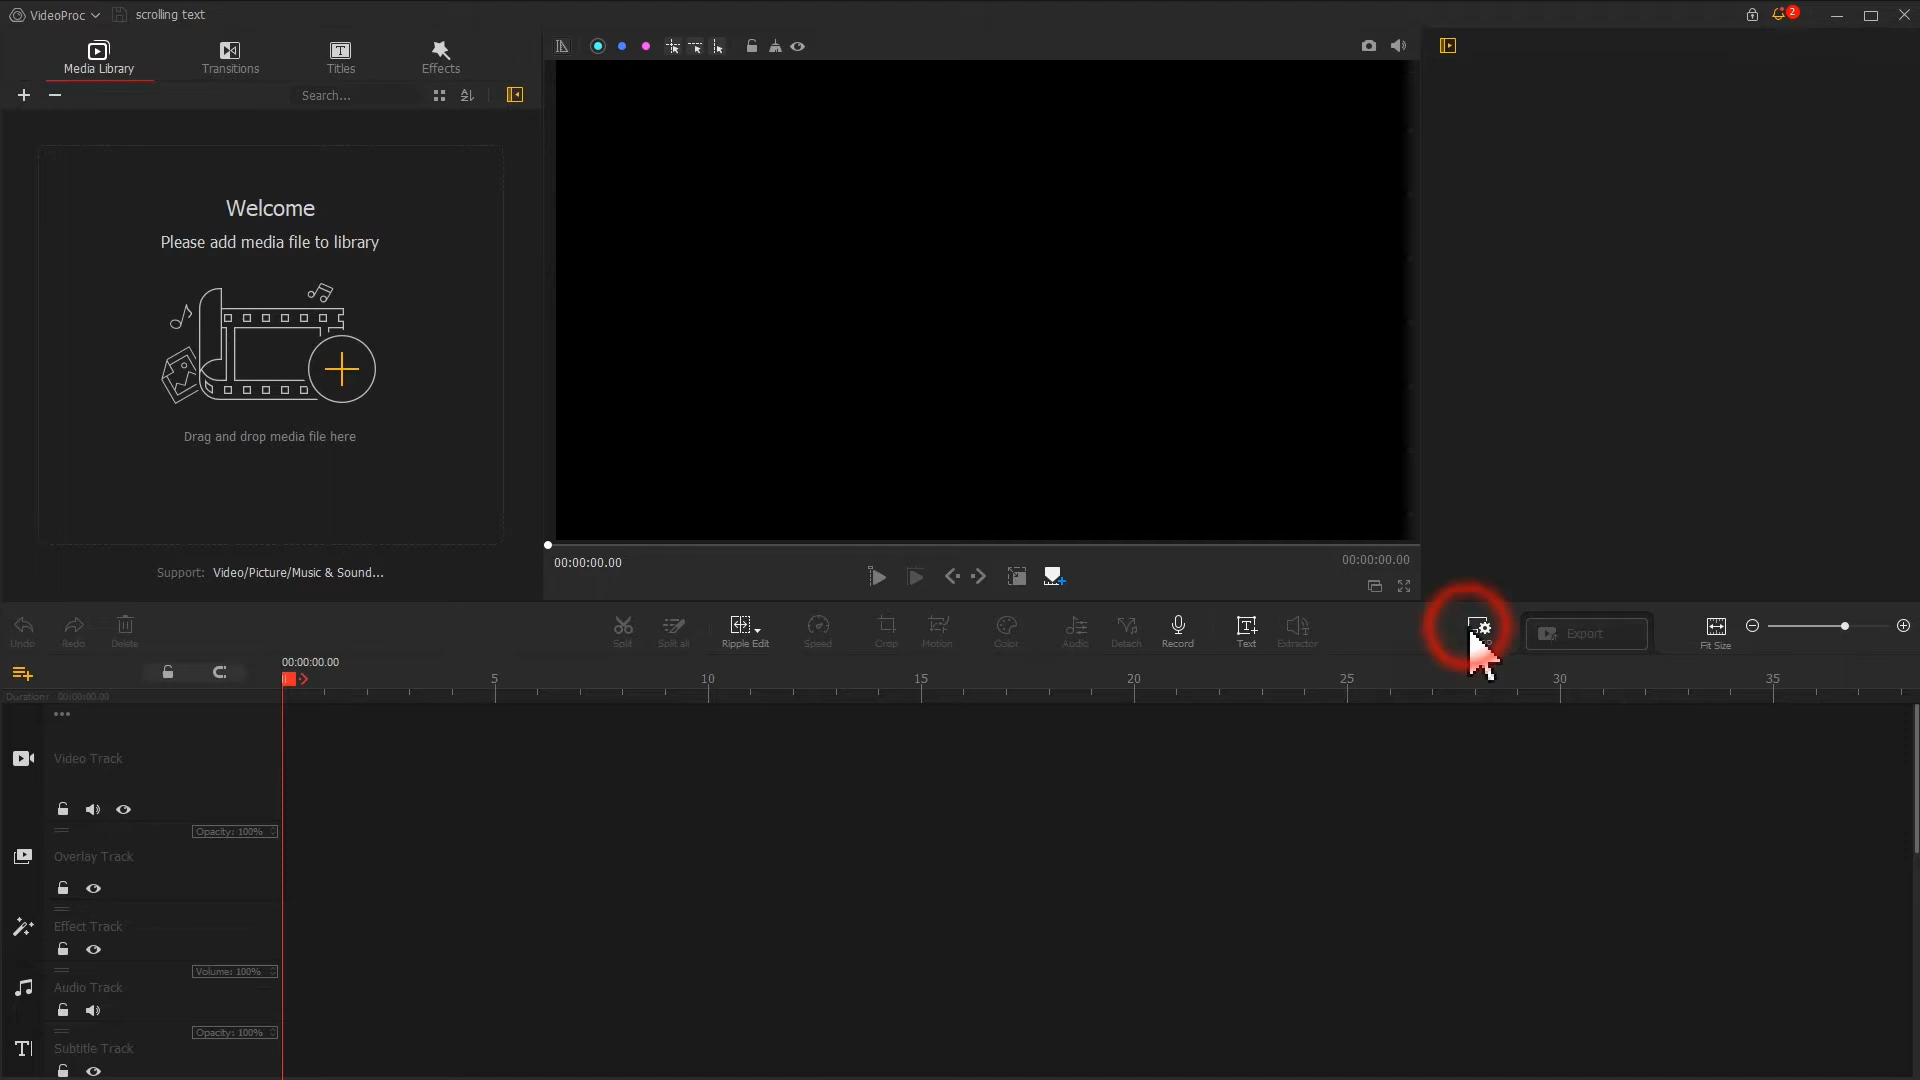 VideoProc
scrolling text
2
Media Library
Transitions
Titles
Effects
Search...
Welcome
Please add media file to library
Drag and drop media file here
Support: Video/Picture/Music & Sound...
00:00:00.00
00:00:00.00
Undo
Redo
Delete
Split
Split all
Ripple Edit
Speed
Crop
Motion
Color
Audio
Detach
Record
Text
Extractor
Export
Fit Size
00:00:00.00
5
10
15
20
25
30
35
Duration: 00:00:00.00
Video Track
Opacity: 100%
Overlay Track
Effect Track
Volume: 100%
Audio Track
Opacity: 100%
Subtitle Track